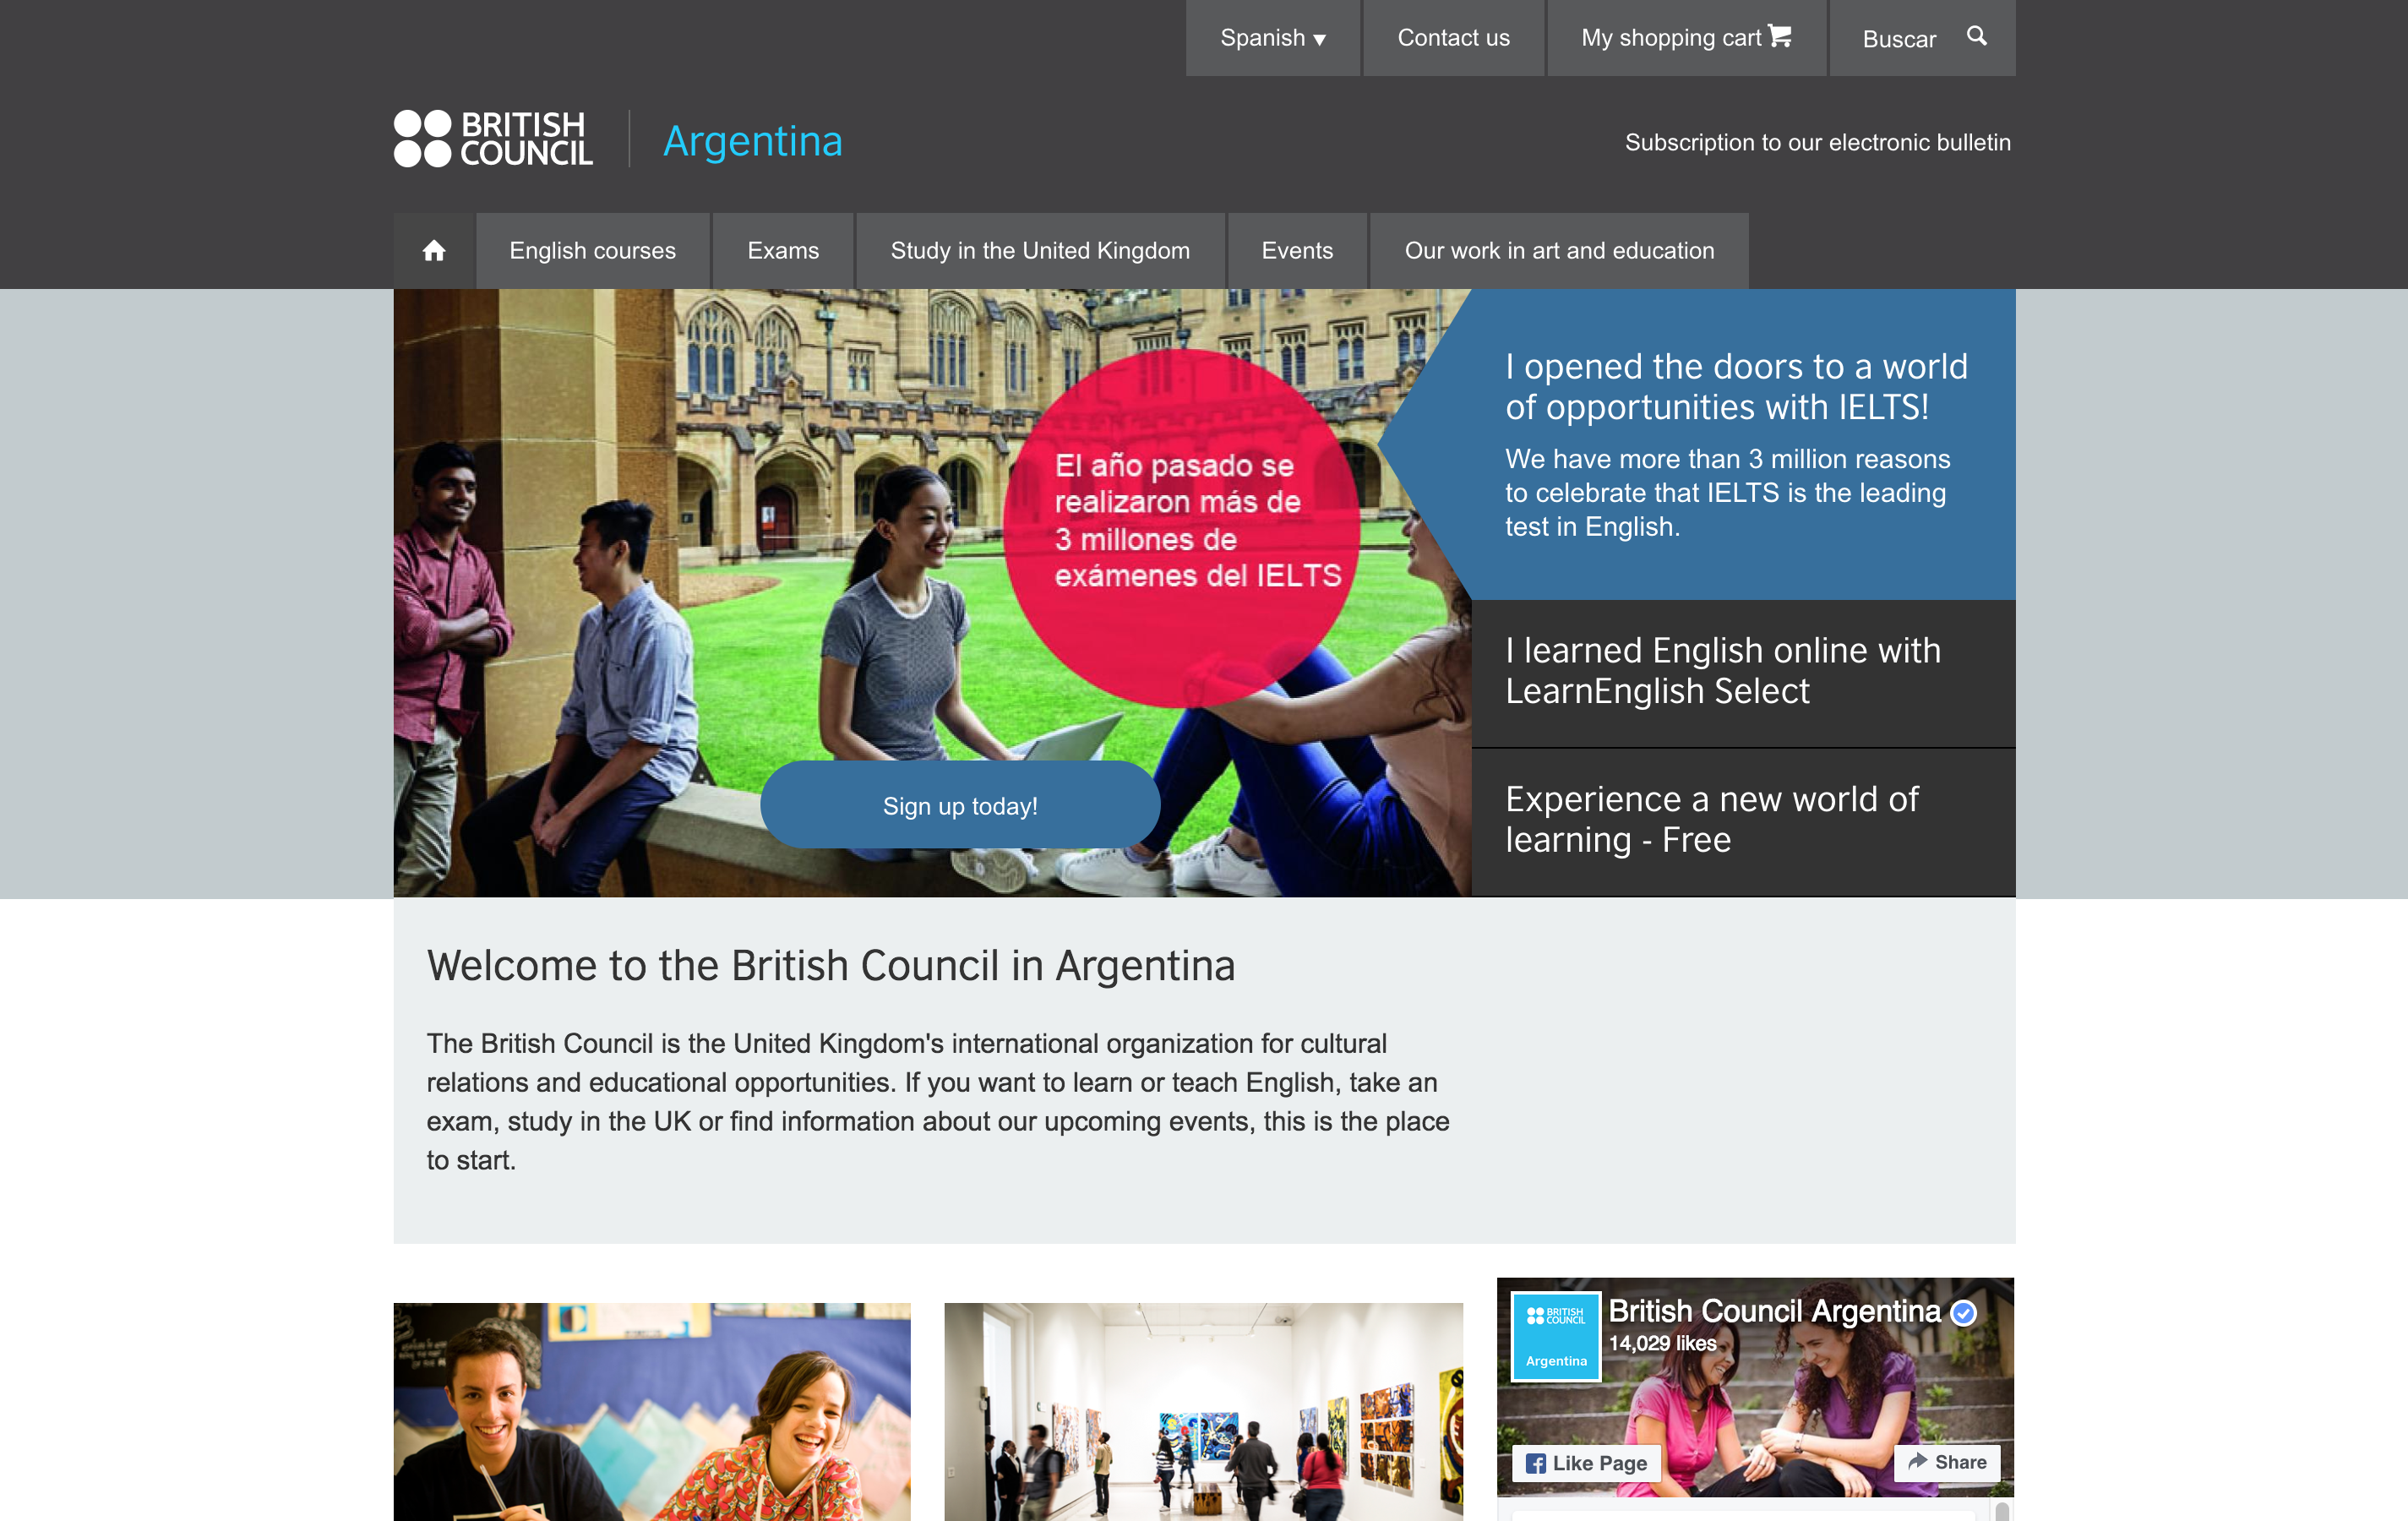 Spanish ▼
Contact us
My shopping cart
Buscar
BRITISH
COUNCIL
Argentina
Subscription to our electronic bulletin
English courses
Exams
Study in the United Kingdom
Events
Our work in art and education
El año pasado se
realizaron más de
3 millones de
exámenes del IELTS
Sign up today!
I opened the doors to a world
of opportunities with IELTS!
We have more than 3 million reasons
to celebrate that IELTS is the leading
test in English.
I learned English online with
LearnEnglish Select
Experience a new world of
learning - Free
Welcome to the British Council in Argentina
The British Council is the United Kingdom's international organization for cultural
relations and educational opportunities. If you want to learn or teach English, take an
exam, study in the UK or find information about our upcoming events, this is the place
to start.
BRITISH
COUNCIL
Argentina
British Council Argentina
14,029 likes
Like Page
Share